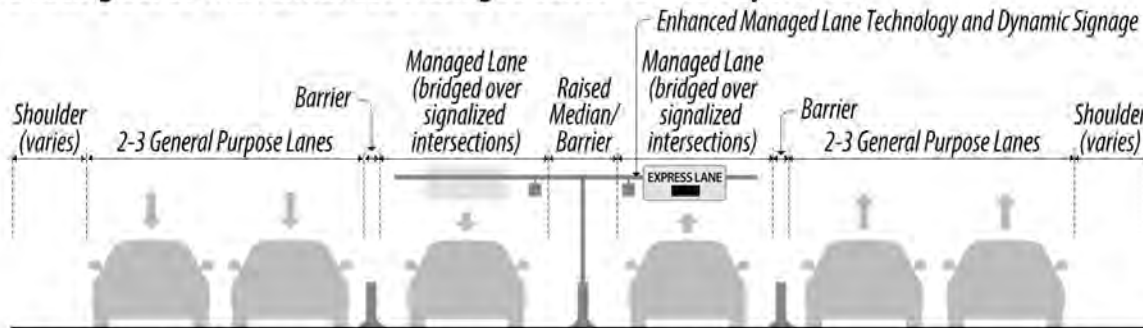 Enhanced Managed Lane Technology and Dynamic Signage
Shoulder
(varies)
2-3 General Purpose Lanes
Barrier
Managed Lane
(bridged over
signalized
intersections)
Raised
Median/
Barrier
Managed Lane
(bridged over
signalized
intersections)
Barrier
2-3 General Purpose Lanes
Shoulder
(varies)
EXPRESS LANE